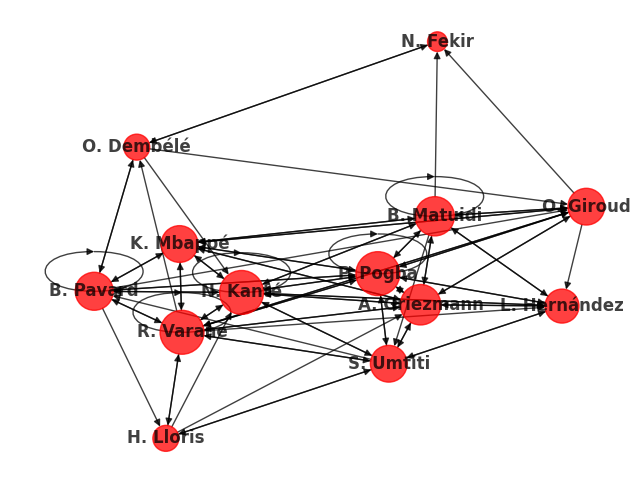 N. Fekir
O. Dembélé
O. Giroud
B. Matuidi
K. Mbappé
P. Pogba
B. Pavard
N. Kanté
A. Griezmann
L. Hernández
R. Varane
S. Umtiti
H. Lloris